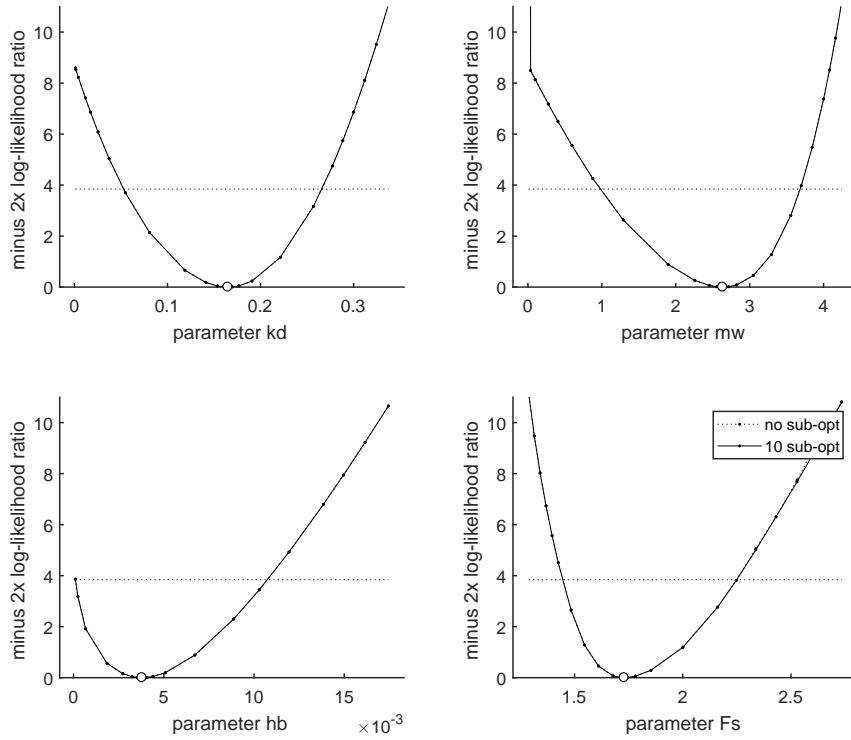 minus 2x log-likelihood ratio
10
8
6
4
2
0
0 0.1 0.2 0.3
parameter kd
minus 2x log-likelihood ratio
10
8
6
4
2
0
0 1 2 3 4
parameter mw
minus 2x log-likelihood ratio
10
8
6
4
2
0
0 5 10 15
parameter hb
×10⁻³
minus 2x log-likelihood ratio
10
8
6
4
2
0
1.5 2 2.5
parameter Fs
no sub-opt
10 sub-opt